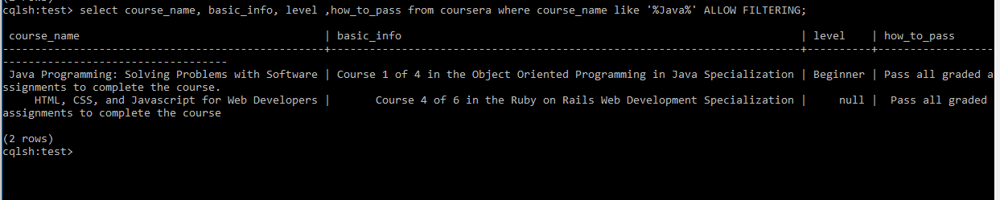 (2 rows)
cqlsh:test> select course_name, basic_info, level ,how_to_pass from coursera where course_name like '%Java%' ALLOW FILTERING;
course_name | basic_info | level | how_to_pass
---------------------------------------------------+--------------------------------------------------------------------------+----------+------------------
-----------------------------------
Java Programming: Solving Problems with Software | Course 1 of 4 in the Object Oriented Programming in Java Specialization | Beginner | Pass all graded a
ssignments to complete the course.
HTML, CSS, and Javascript for Web Developers | Course 4 of 6 in the Ruby on Rails Web Development Specialization | null | Pass all graded
assignments to complete the course
(2 rows)
cqlsh:test>